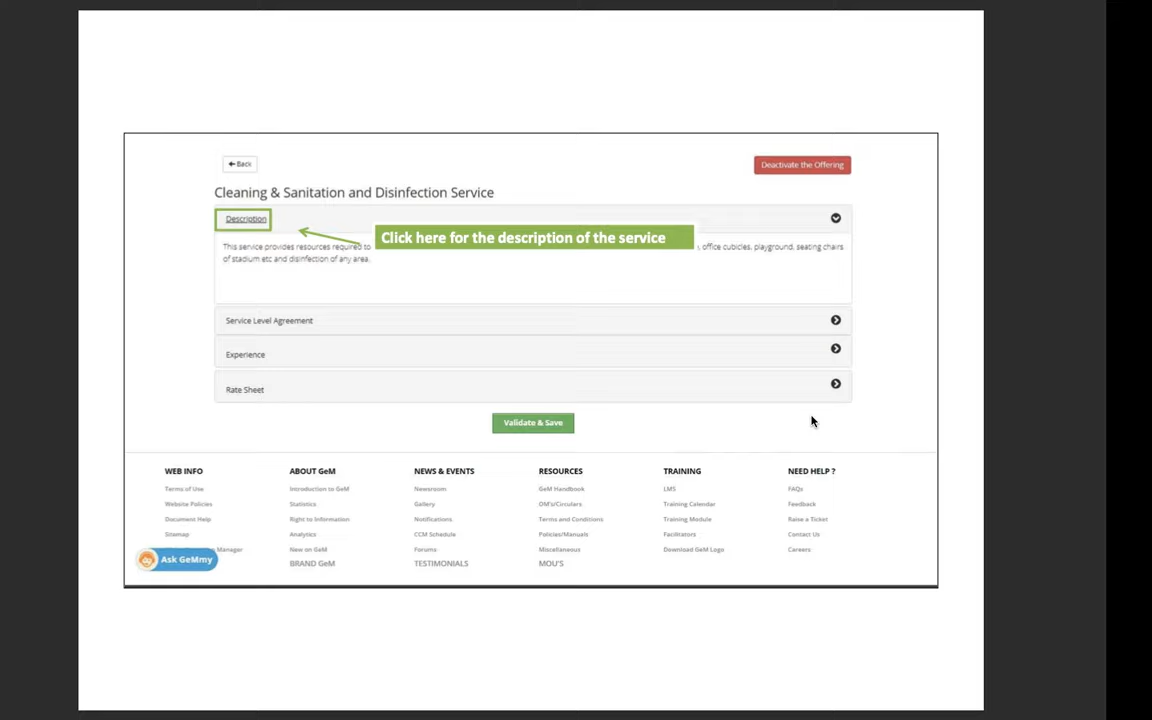 Back
Deactivate the Offering
Cleaning & Sanitation and Disinfection Service
Description
Click here for the description of the service
This service provides resources required to , office cubicles, playground, seating chairs
of stadium etc and disinfection of any area.
Service Level Agreement
Experience
Rate Sheet
Validate & Save
WEB INFO ABOUT GeM NEWS & EVENTS RESOURCES TRAINING NEED HELP ?
Terms of Use Introduction to GeM Newsroom GeM Handbook LMS FAQs
Website Policies Statistics Gallery OM's/Circulars Training Calendar Feedback
Document Help Right to Information Notifications Terms and Conditions Training Module Raise a Ticket
Sitemap Analytics CCM Schedule Policies/Manuals Facilitators Contact Us
Manager New on GeM Forums Miscellaneous Download GeM Logo Careers
Ask GeMmy BRAND GeM TESTIMONIALS MOU'S